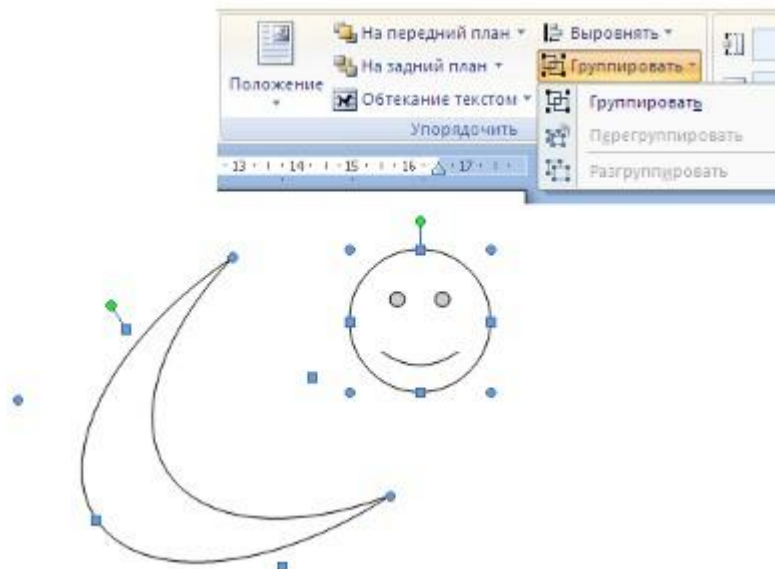 На передний план
Выровнять
На задний план
Группировать
Положение
Обтекание текстом
Группировать
Упорядочить
Перегруппировать
Разгруппировать
13 14 15 16 17